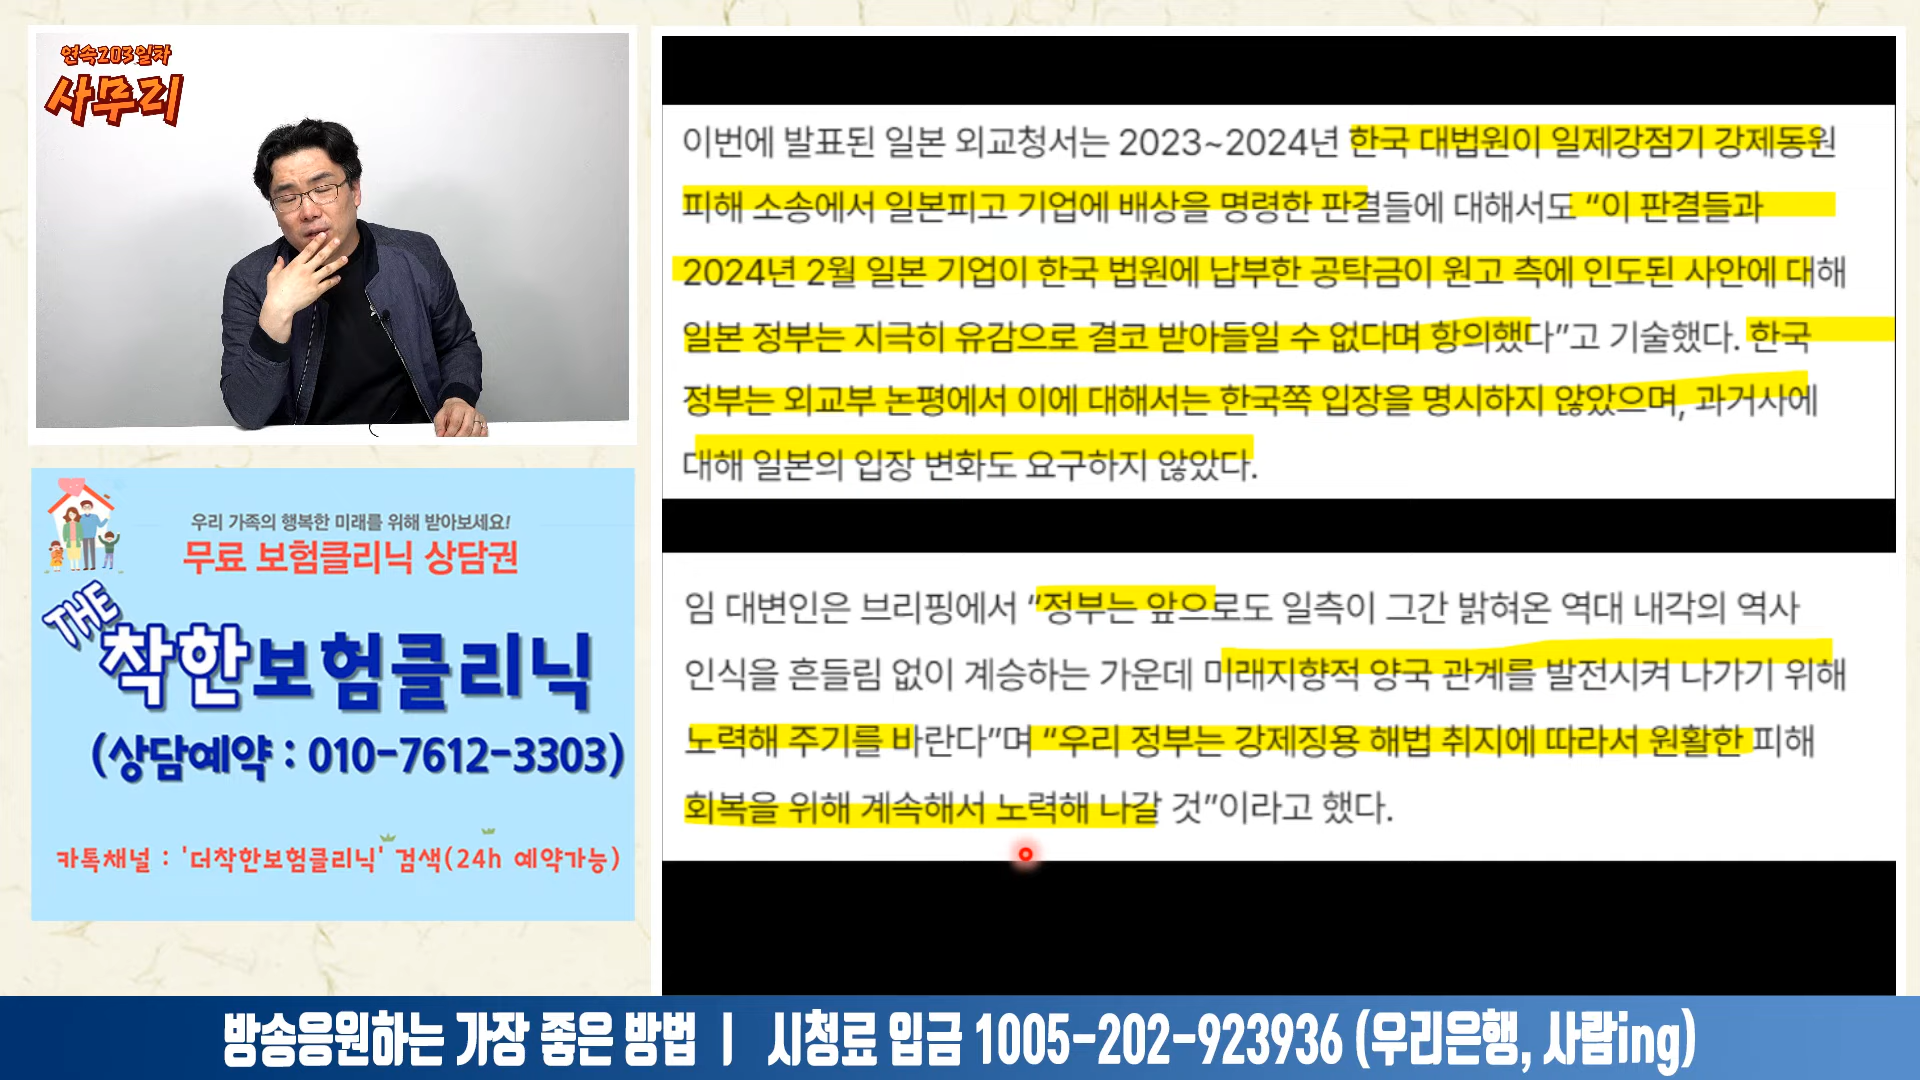 연속203일차
사무리
이번에 발표된 일본 외교청서는 2023~2024년 한국 대법원이 일제강점기 강제동원
피해 소송에서 일본피고 기업에 배상을 명령한 판결들에 대해서도 “이 판결들과
2024년 2월 일본 기업이 한국 법원에 납부한 공탁금이 원고 측에 인도된 사안에 대해
일본 정부는 지극히 유감으로 결코 받아들일 수 없다며 항의했다”고 기술했다. 한국
정부는 외교부 논평에서 이에 대해서는 한국쪽 입장을 명시하지 않았으며, 과거사에
대해 일본의 입장 변화도 요구하지 않았다.
임 대변인은 브리핑에서 “정부는 앞으로도 일측이 그간 밝혀온 역대 내각의 역사
인식을 흔들림 없이 계승하는 가운데 미래지향적 양국 관계를 발전시켜 나가기 위해
노력해 주기를 바란다”며 “우리 정부는 강제징용 해법 취지에 따라서 원활한 피해
회복을 위해 계속해서 노력해 나갈 것”이라고 했다.
우리 가족의 행복한 미래를 위해 받아보세요!
무료 보험클리닉 상담권
THE
착한보험클리닉
(상담예약 : 010-7612-3303)
카톡채널 : '더착한보험클리닉' 검색(24h 예약가능)
방송응원하는 가장 좋은 방법 ㅣ 시청료 입금 1005-202-923936 (우리은행, 사람ing)